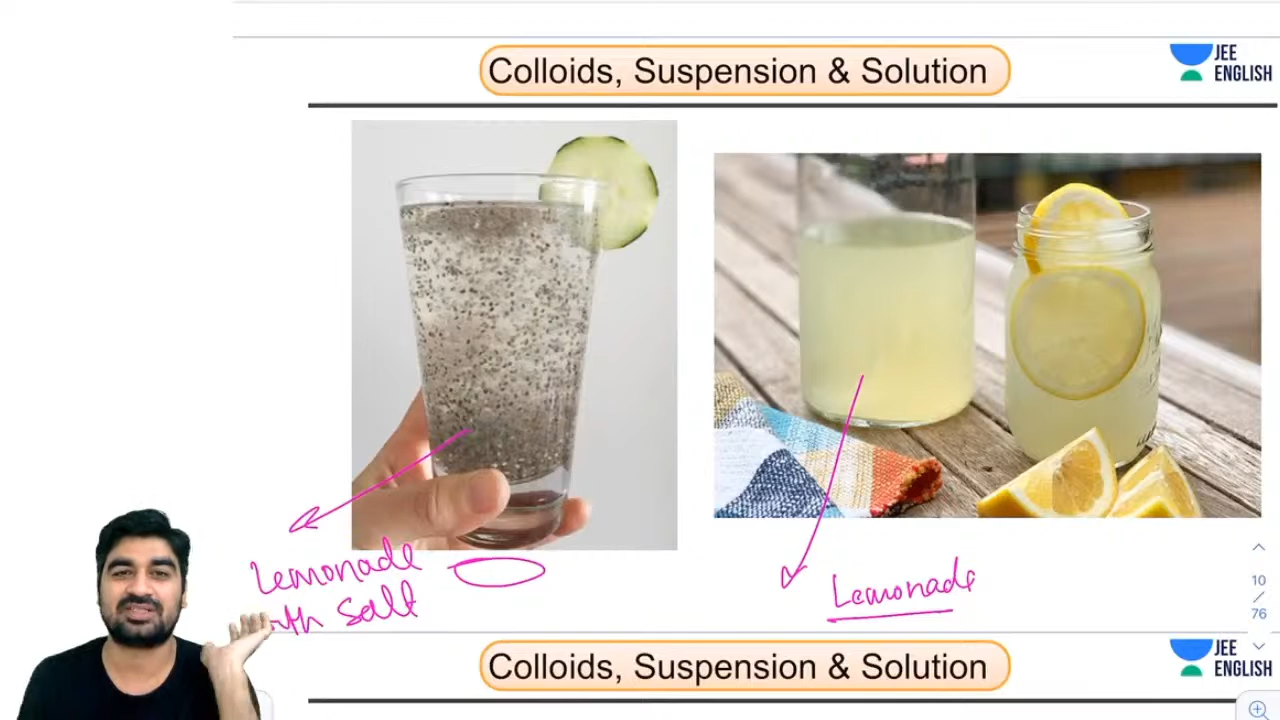 Colloids, Suspension & Solution
JEE
ENGLISH
Lemonade
with Salt
Lemonade
10
/
76
Colloids, Suspension & Solution
JEE
ENGLISH